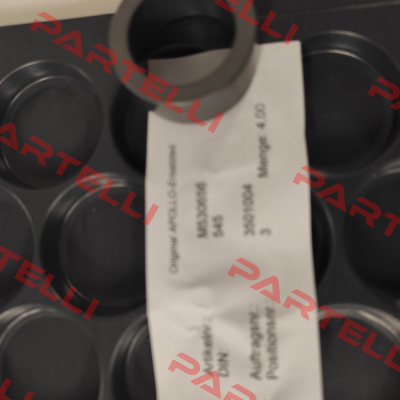 Original APOLLO-Ersatzteil
Artikelnr.: M530656
DIN: 545
Auftragsnr.: 3501004 Menge: 4.00
Positionsnr. 3
PARTELLI
PARTELLI
PARTELLI
PARTELLI
PARTELLI
PARTELLI